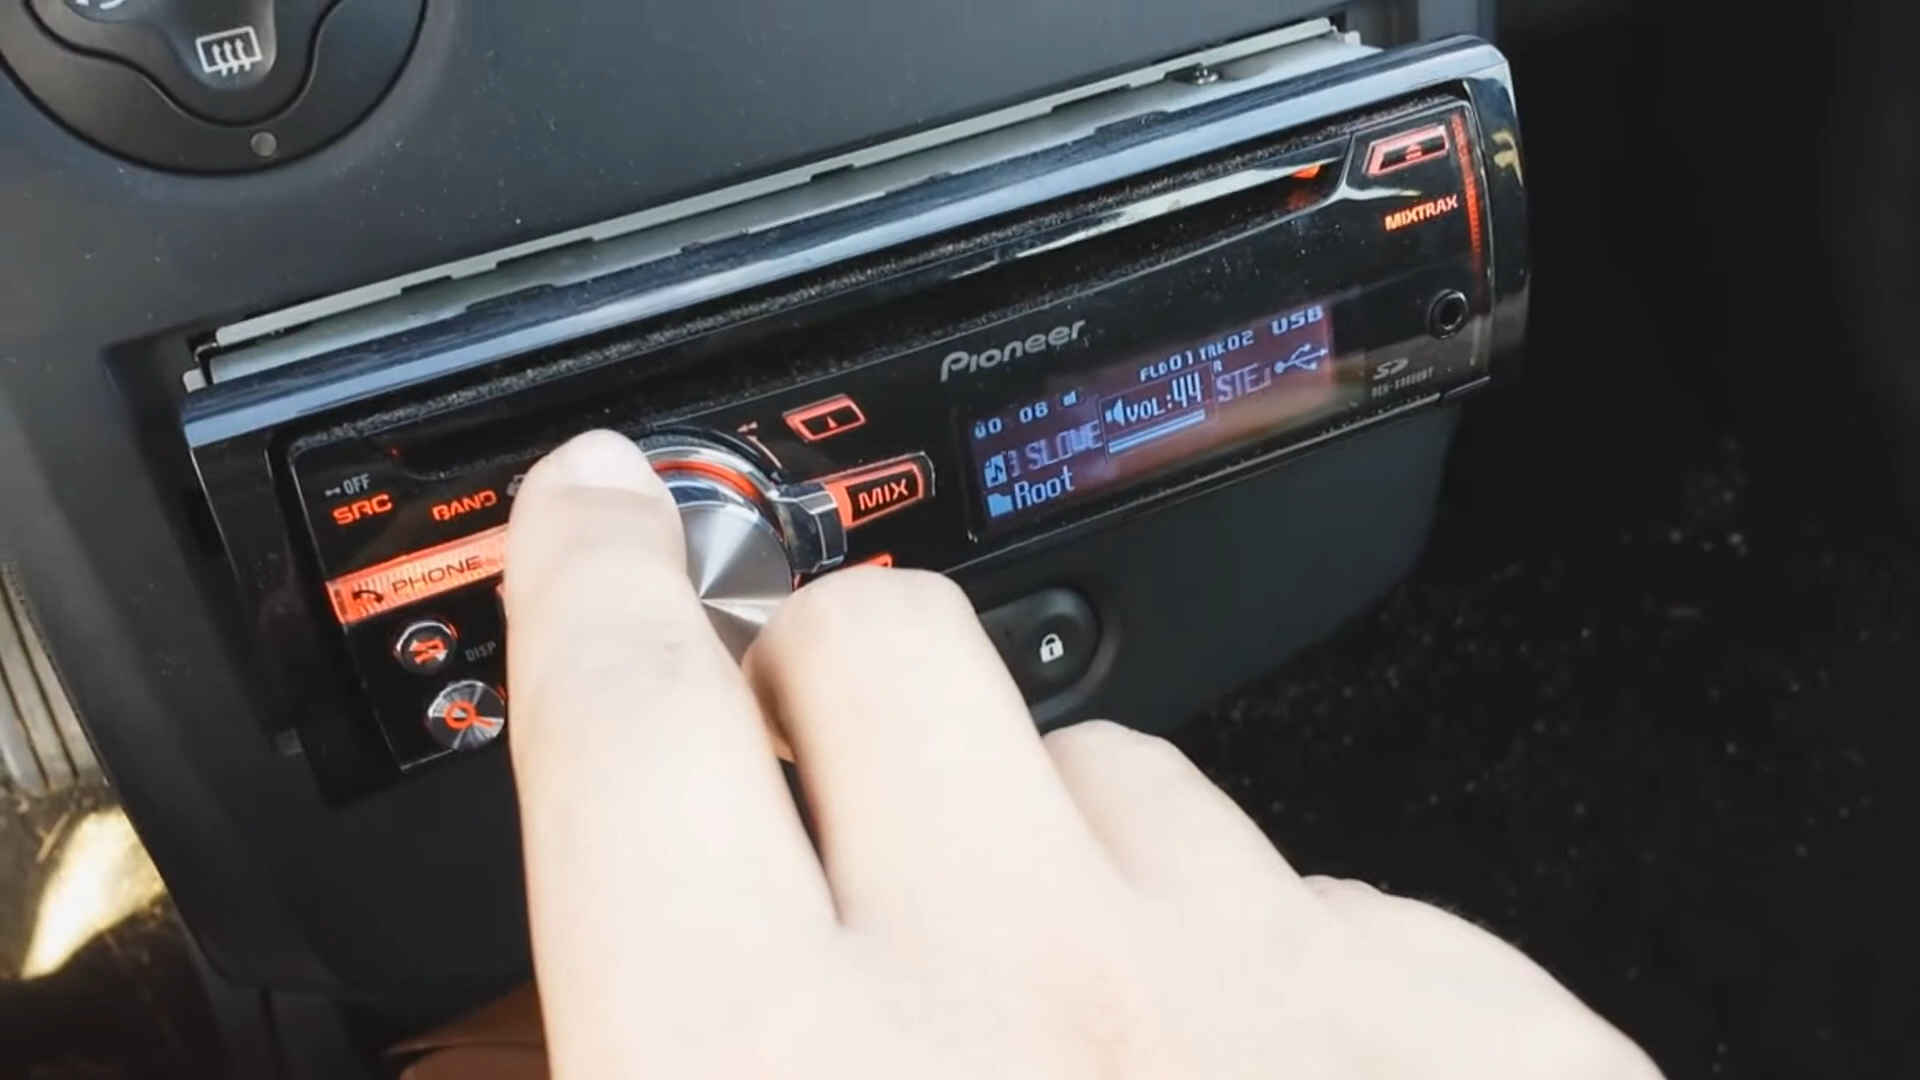 MIXTRAX
Pioneer
FLD01 TRK02 USB
00 08
VOL:44
STE
SLOWE
Root
OFF
SRC
BAND
MIX
PHONE
DISP
SD